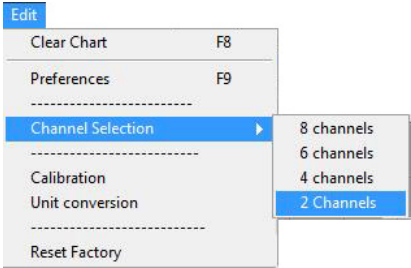 Edit
Clear Chart F8
Preferences F9
-------------------------
Channel Selection
8 channels
6 channels
4 channels
2 Channels
--------------------------
Calibration
Unit conversion
---------------------------
Reset Factory